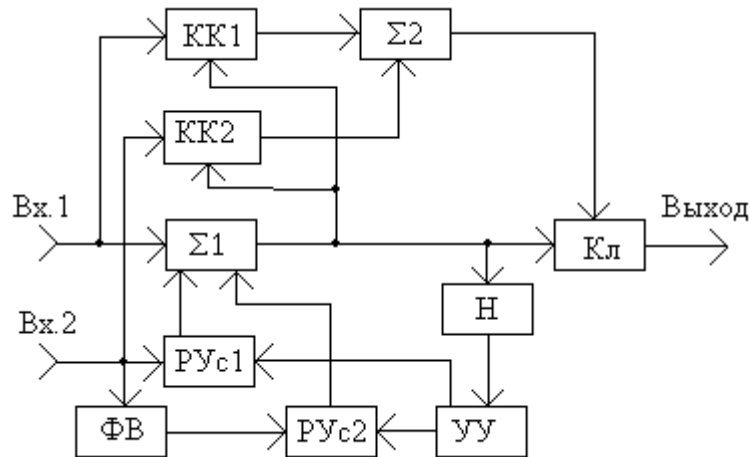 КК1
Σ2
КК2
Вх.1
Σ1
Выход
Кл
Н
Вх.2
РУс1
ФВ
РУс2
УУ